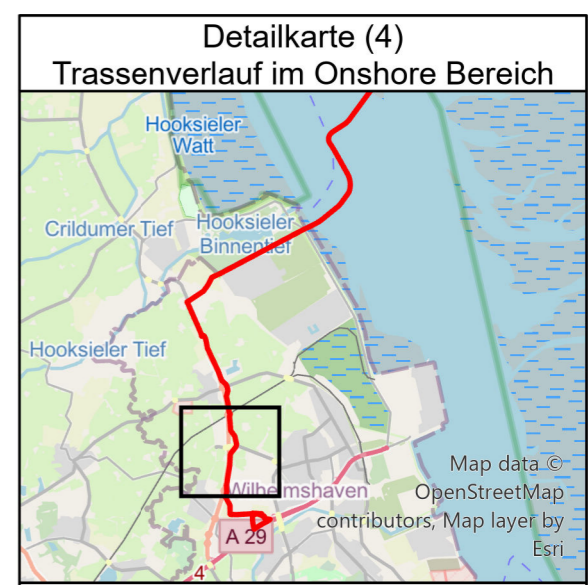 Detailkarte (4)
Trassenverlauf im Onshore Bereich
Hooksieler
Watt
Crildumer Tief
Hooksieler
Binnentief
Hooksieler Tief
Wilhelmshaven
A 29
4
Map data ©
OpenStreetMap
contributors, Map layer by
Esri